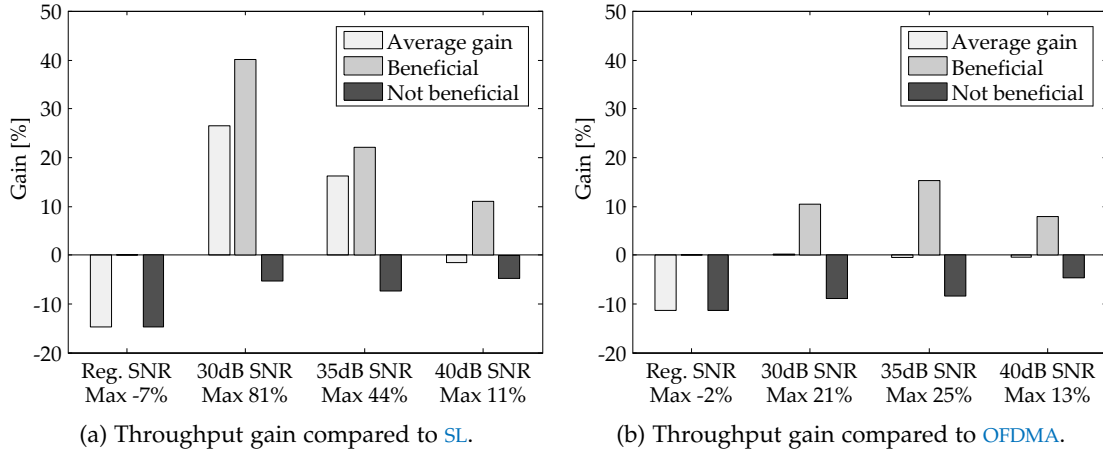 50
40
30
20
10
0
-10
-20
Gain [%]
Average gain
Beneficial
Not beneficial
Reg. SNR 30dB SNR 35dB SNR 40dB SNR
Max -7% Max 81% Max 44% Max 11%
(a) Throughput gain compared to SL.
50
40
30
20
10
0
-10
-20
Gain [%]
Average gain
Beneficial
Not beneficial
Reg. SNR 30dB SNR 35dB SNR 40dB SNR
Max -2% Max 21% Max 25% Max 13%
(b) Throughput gain compared to OFDMA.